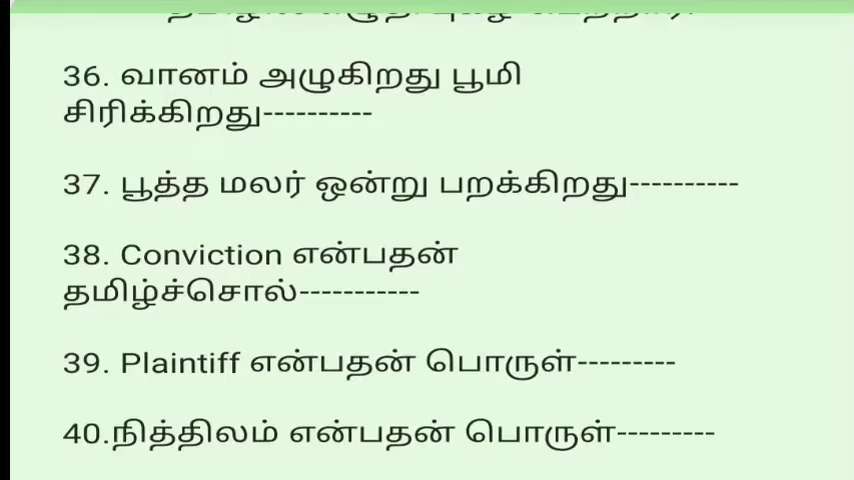 36. வானம் அழுகிறது பூமி
சிரிக்கிறது----------
37. பூத்த மலர் ஒன்று பறக்கிறது----------
38. Conviction என்பதன்
தமிழ்ச்சொல்-----------
39. Plaintiff என்பதன் பொருள்---------
40.நித்திலம் என்பதன் பொருள்---------